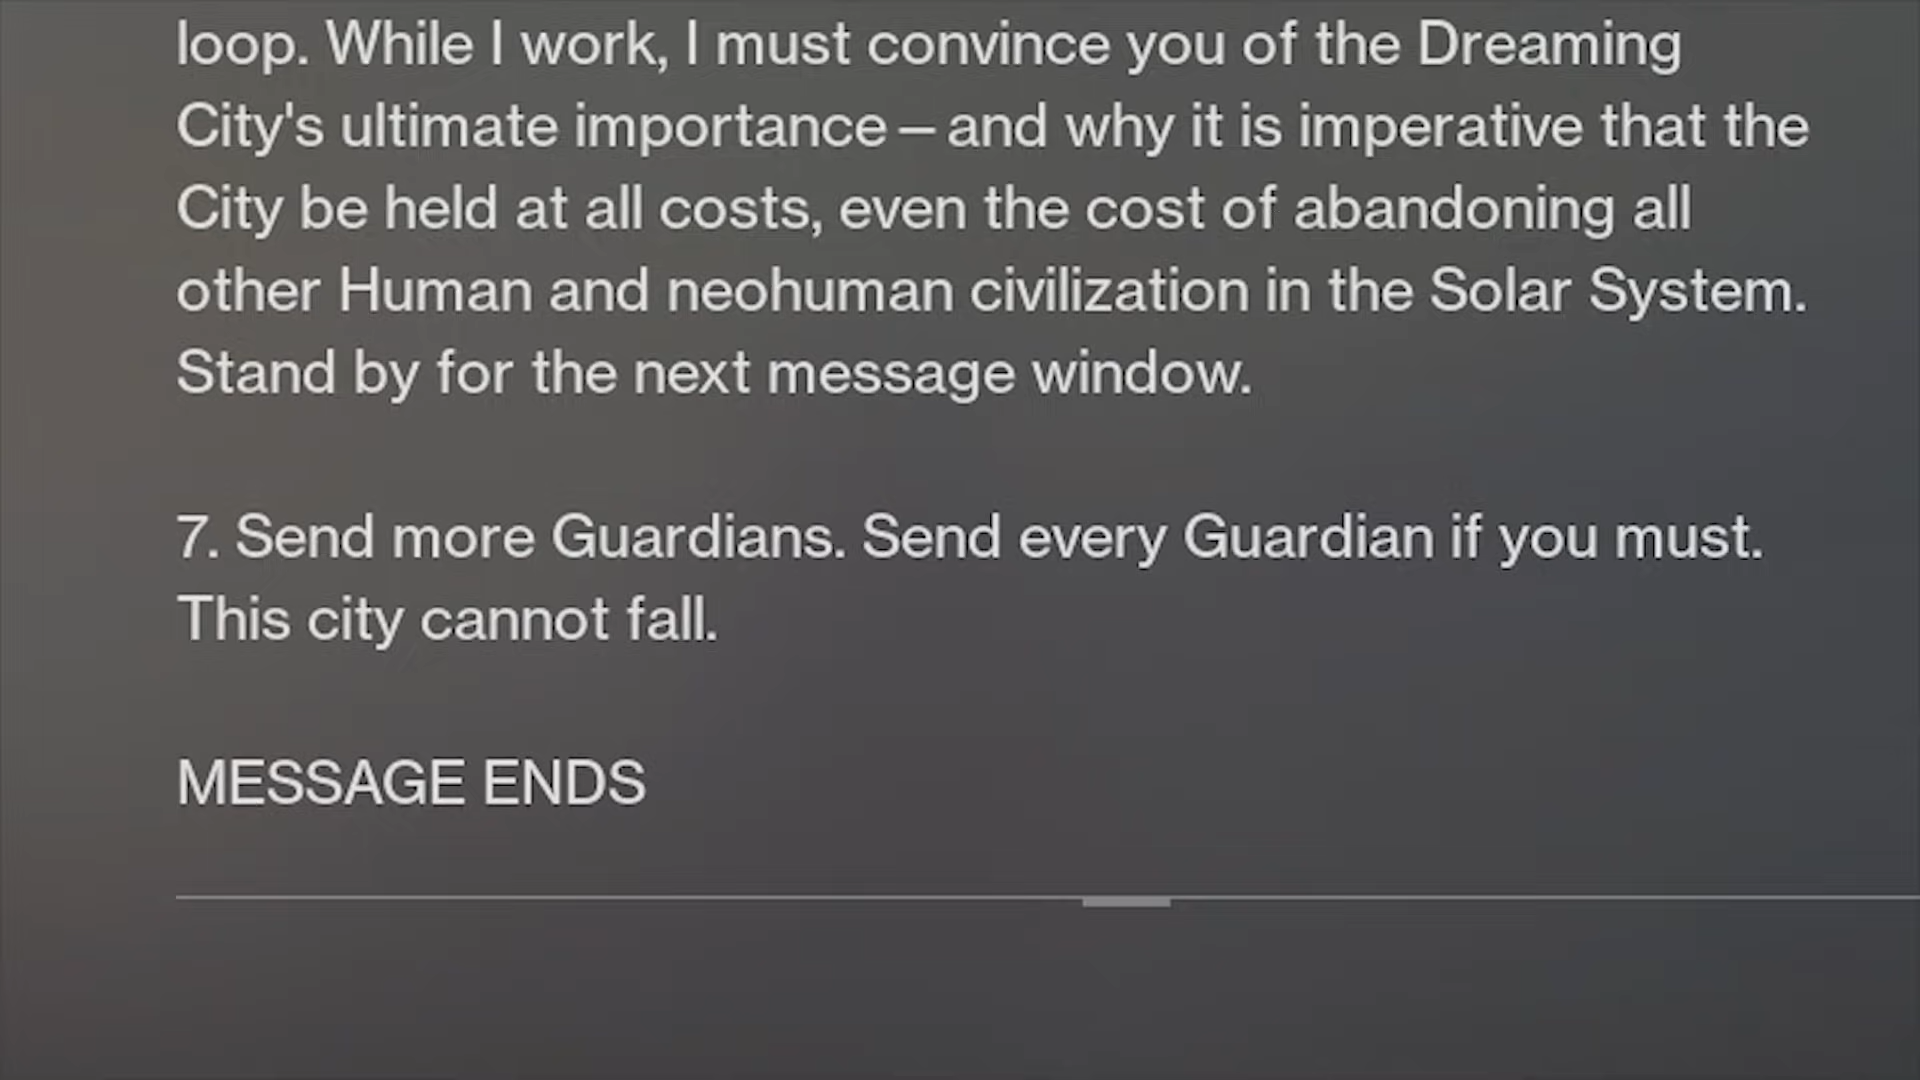 loop. While I work, I must convince you of the Dreaming
City's ultimate importance—and why it is imperative that the
City be held at all costs, even the cost of abandoning all
other Human and neohuman civilization in the Solar System.
Stand by for the next message window.
7. Send more Guardians. Send every Guardian if you must.
This city cannot fall.
MESSAGE ENDS